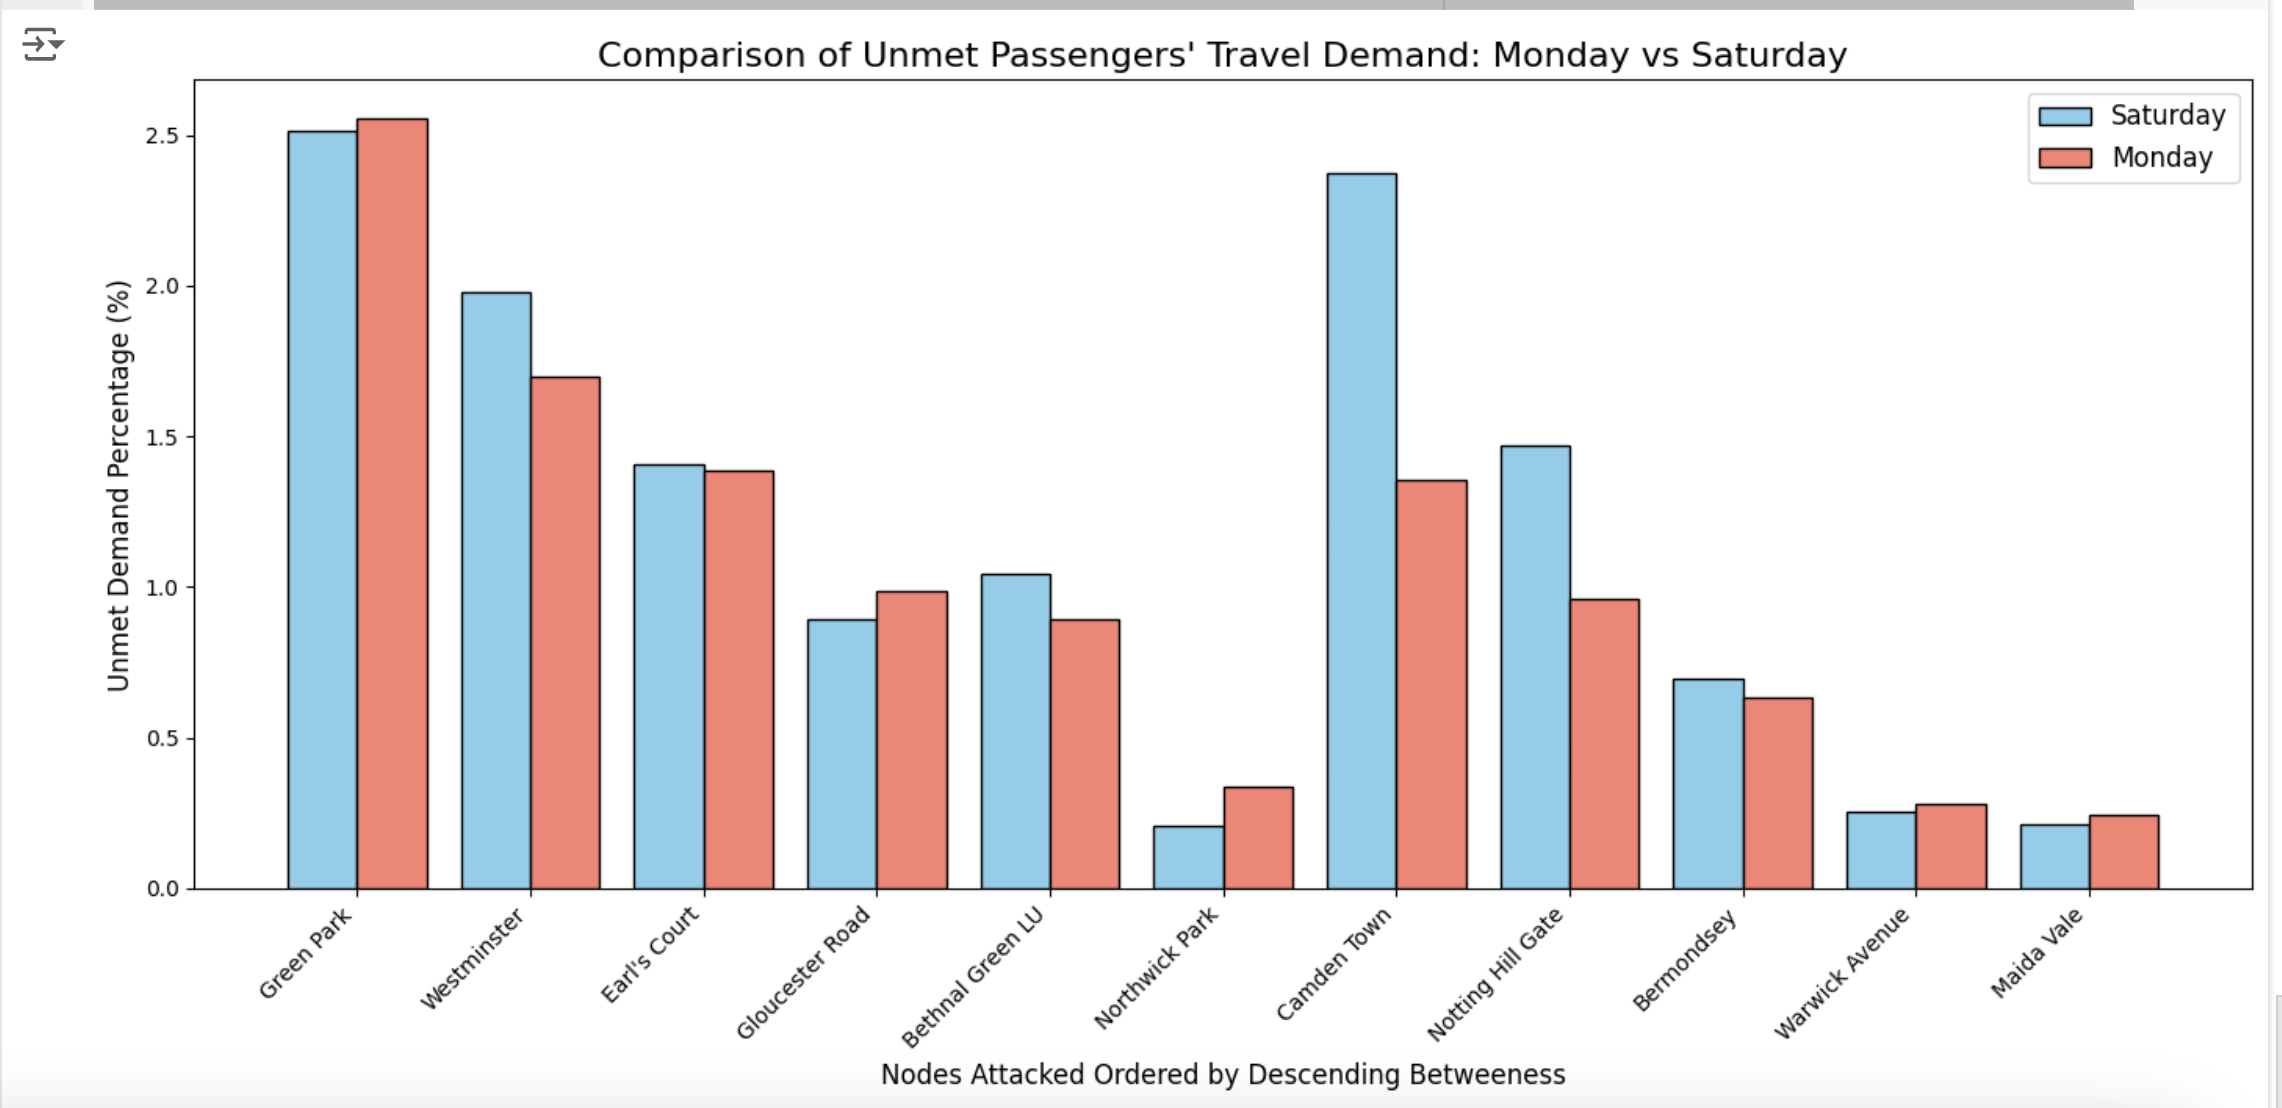 Comparison of Unmet Passengers' Travel Demand: Monday vs Saturday
Saturday
Monday
Unmet Demand Percentage (%)
2.5
2.0
1.5
1.0
0.5
0.0
Green Park
Westminster
Earl's Court
Gloucester Road
Bethnal Green LU
Northwick Park
Camden Town
Notting Hill Gate
Bermondsey
Warwick Avenue
Maida Vale
Nodes Attacked Ordered by Descending Betweeness